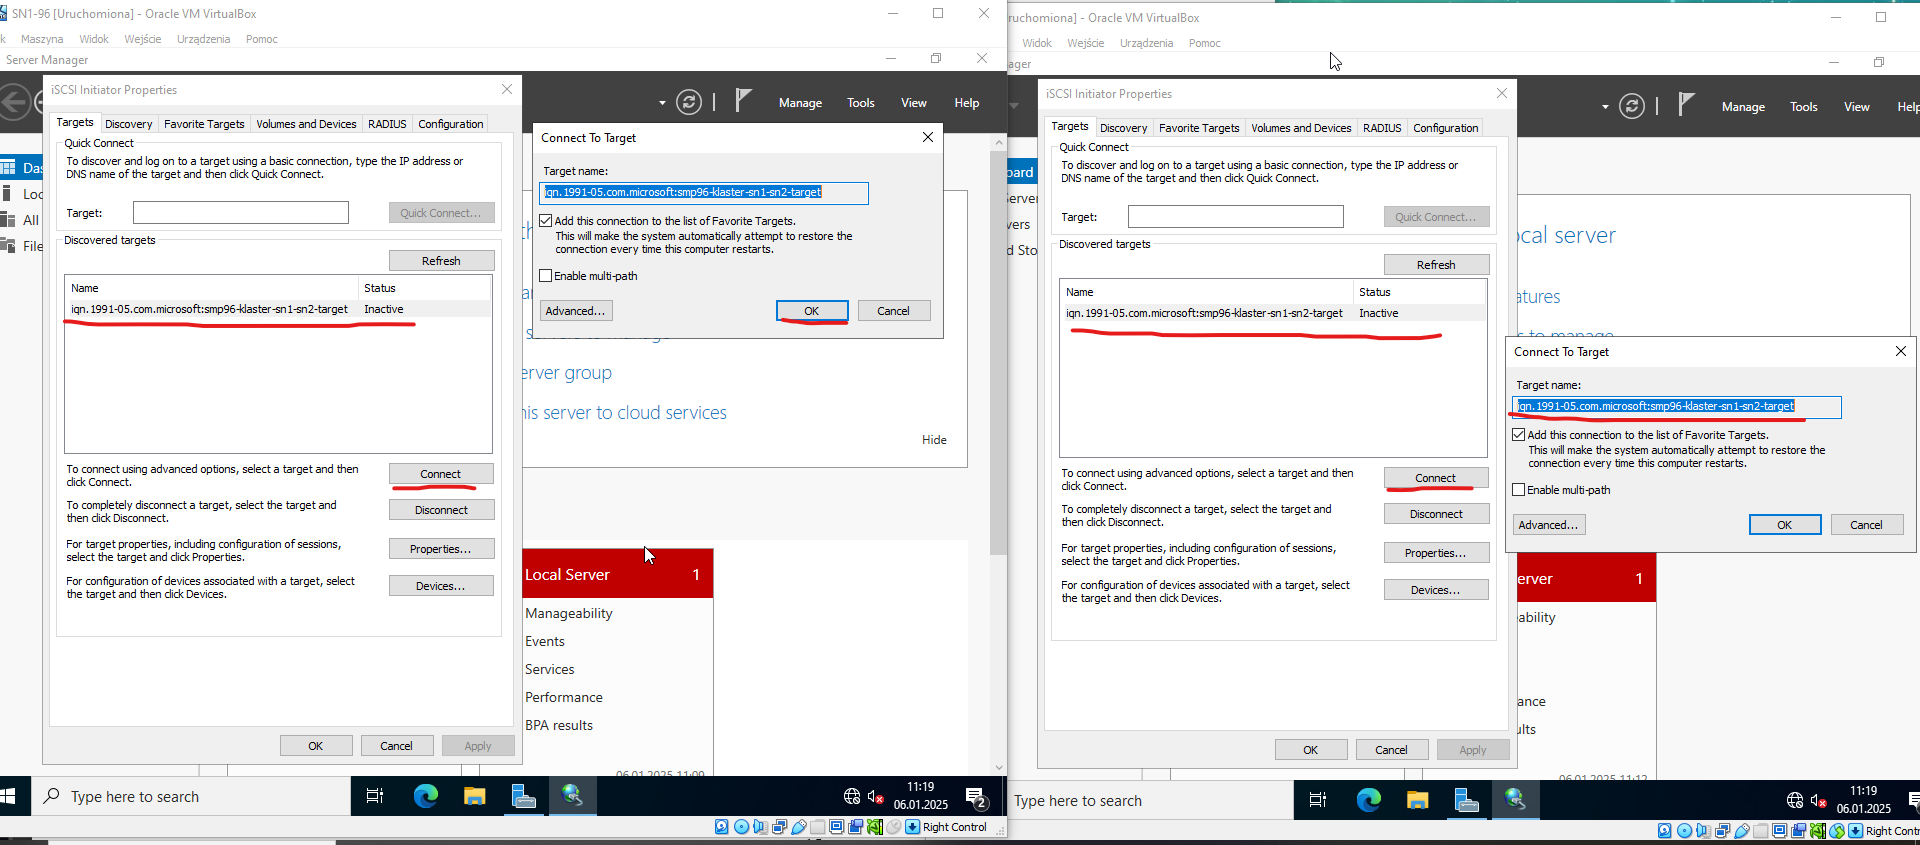 SN1-96 [Uruchomiona] - Oracle VM VirtualBox
k Maszyna Widok Wejście Urządzenia Pomoc
Server Manager
Manage Tools View Help
iSCSI Initiator Properties
Targets Discovery Favorite Targets Volumes and Devices RADIUS Configuration
Quick Connect
To discover and log on to a target using a basic connection, type the IP address or
DNS name of the target and then click Quick Connect.
Target:
Quick Connect...
Discovered targets
Refresh
Name Status
iqn.1991-05.com.microsoft:smp96-klaster-sn1-sn2-target Inactive
To connect using advanced options, select a target and then
click Connect.
Connect
To completely disconnect a target, select the target and
then click Disconnect.
Disconnect
For target properties, including configuration of sessions,
select the target and click Properties.
Properties...
For configuration of devices associated with a target, select
the target and then click Devices.
Devices...
OK Cancel Apply
Das
Loc
All
File
Connect To Target
Target name:
iqn.1991-05.com.microsoft:smp96-klaster-sn1-sn2-target
Add this connection to the list of Favorite Targets.
This will make the system automatically attempt to restore the
connection every time this computer restarts.
Enable multi-path
Advanced... OK Cancel
erver group
his server to cloud services
Hide
Local Server 1
Manageability
Events
Services
Performance
BPA results
06.01.2025 11:09
Type here to search
11:19
06.01.2025
2
Right Control
ruchomiona] - Oracle VM VirtualBox
Widok Wejście Urządzenia Pomoc
ager
Manage Tools View Help
iSCSI Initiator Properties
Targets Discovery Favorite Targets Volumes and Devices RADIUS Configuration
Quick Connect
To discover and log on to a target using a basic connection, type the IP address or
DNS name of the target and then click Quick Connect.
Target:
Quick Connect...
Discovered targets
Refresh
Name Status
iqn.1991-05.com.microsoft:smp96-klaster-sn1-sn2-target Inactive
To connect using advanced options, select a target and then
click Connect.
Connect
To completely disconnect a target, select the target and
then click Disconnect.
Disconnect
For target properties, including configuration of sessions,
select the target and click Properties.
Properties...
For configuration of devices associated with a target, select
the target and then click Devices.
Devices...
OK Cancel Apply
oard
Server
vers
d Sto
ocal server
atures
s to manage
Connect To Target
Target name:
iqn.1991-05.com.microsoft:smp96-klaster-sn1-sn2-target
Add this connection to the list of Favorite Targets.
This will make the system automatically attempt to restore the
connection every time this computer restarts.
Enable multi-path
Advanced... OK Cancel
erver 1
eability
ance
ults
06.01.2025 11:12
Type here to search
11:19
06.01.2025
Right Contr